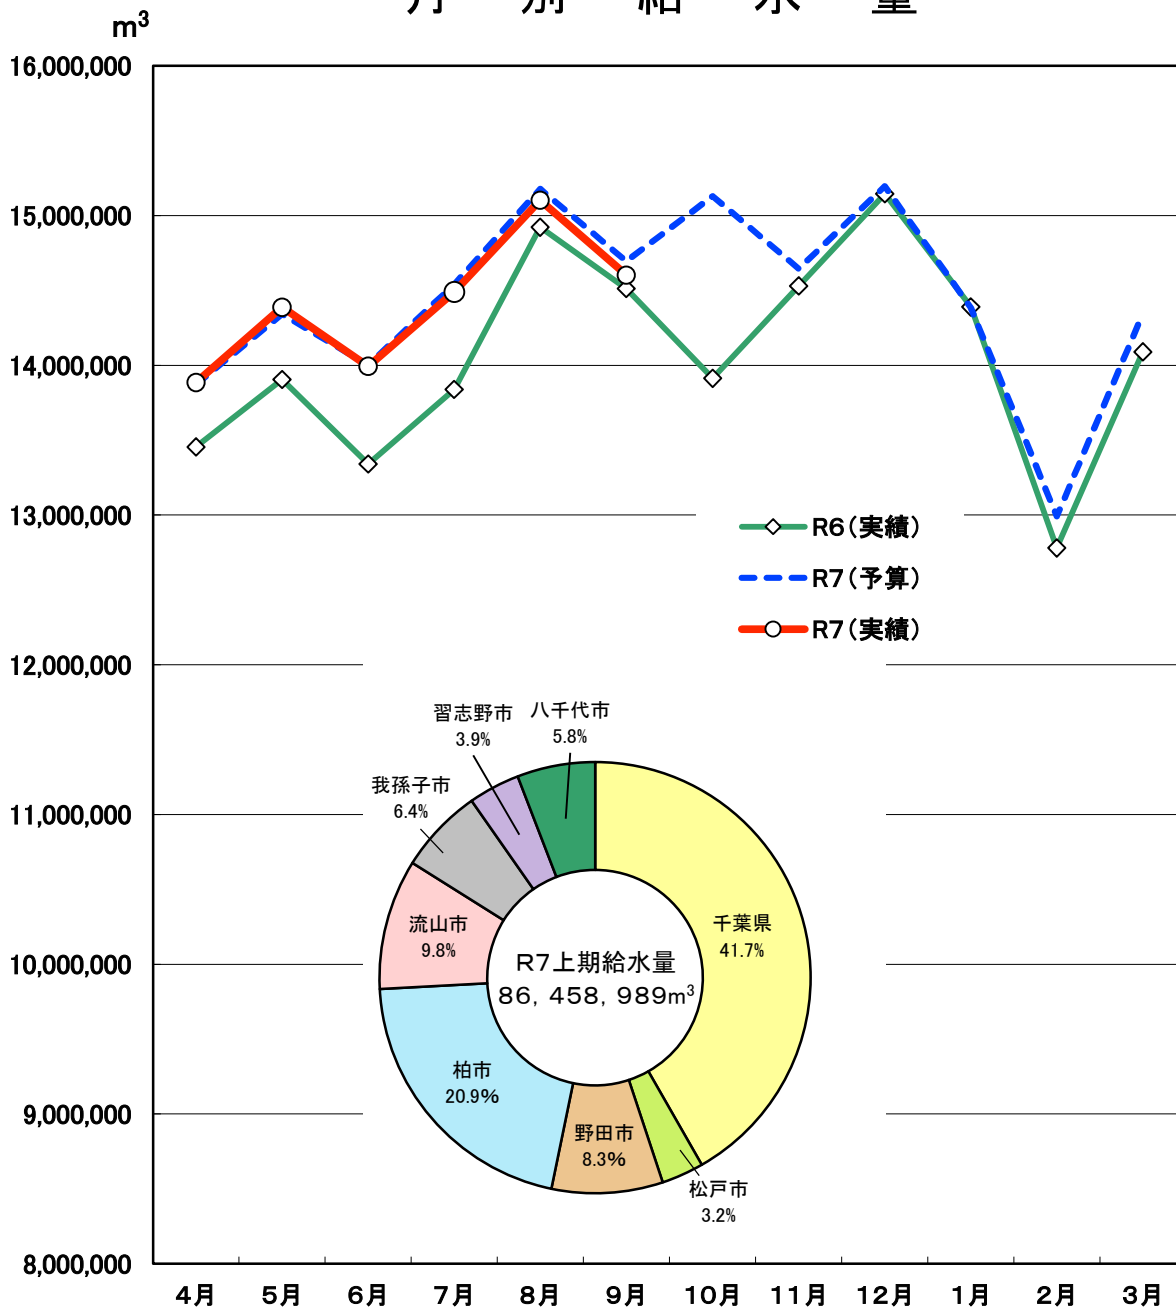 月別給水量
m³
16,000,000
15,000,000
14,000,000
13,000,000
12,000,000
11,000,000
10,000,000
9,000,000
8,000,000
R6(実績)
R7(予算)
R7(実績)
習志野市
3.9%
八千代市
5.8%
我孫子市
6.4%
流山市
9.8%
千葉県
41.7%
R7上期給水量
86,458,989m³
柏市
20.9%
野田市
8.3%
松戸市
3.2%
4月 5月 6月 7月 8月 9月 10月 11月 12月 1月 2月 3月